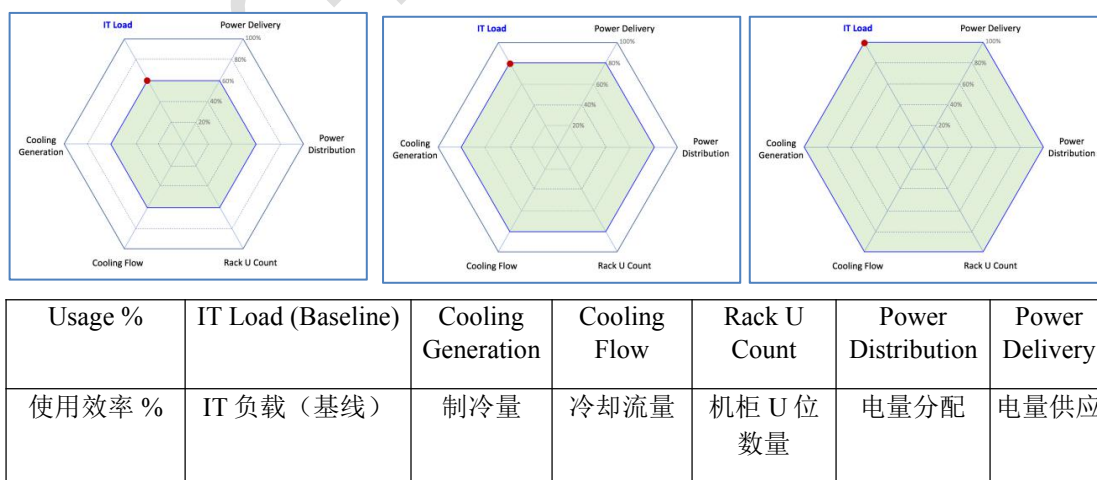 IT Load Power Delivery
100%
80%
60%
40%
20%
Cooling
Generation
Power
Distribution
Cooling Flow Rack U Count
IT Load Power Delivery
100%
80%
60%
40%
20%
Cooling
Generation
Power
Distribution
Cooling Flow Rack U Count
IT Load Power Delivery
100%
80%
60%
40%
20%
Cooling
Generation
Power
Distribution
Cooling Flow Rack U Count
Usage % IT Load (Baseline) Cooling Generation Cooling Flow Rack U Count Power Distribution Power Delivery
使用效率 % IT 负载（基线） 制冷量 冷却流量 机柜 U 位数量 电量分配 电量供应